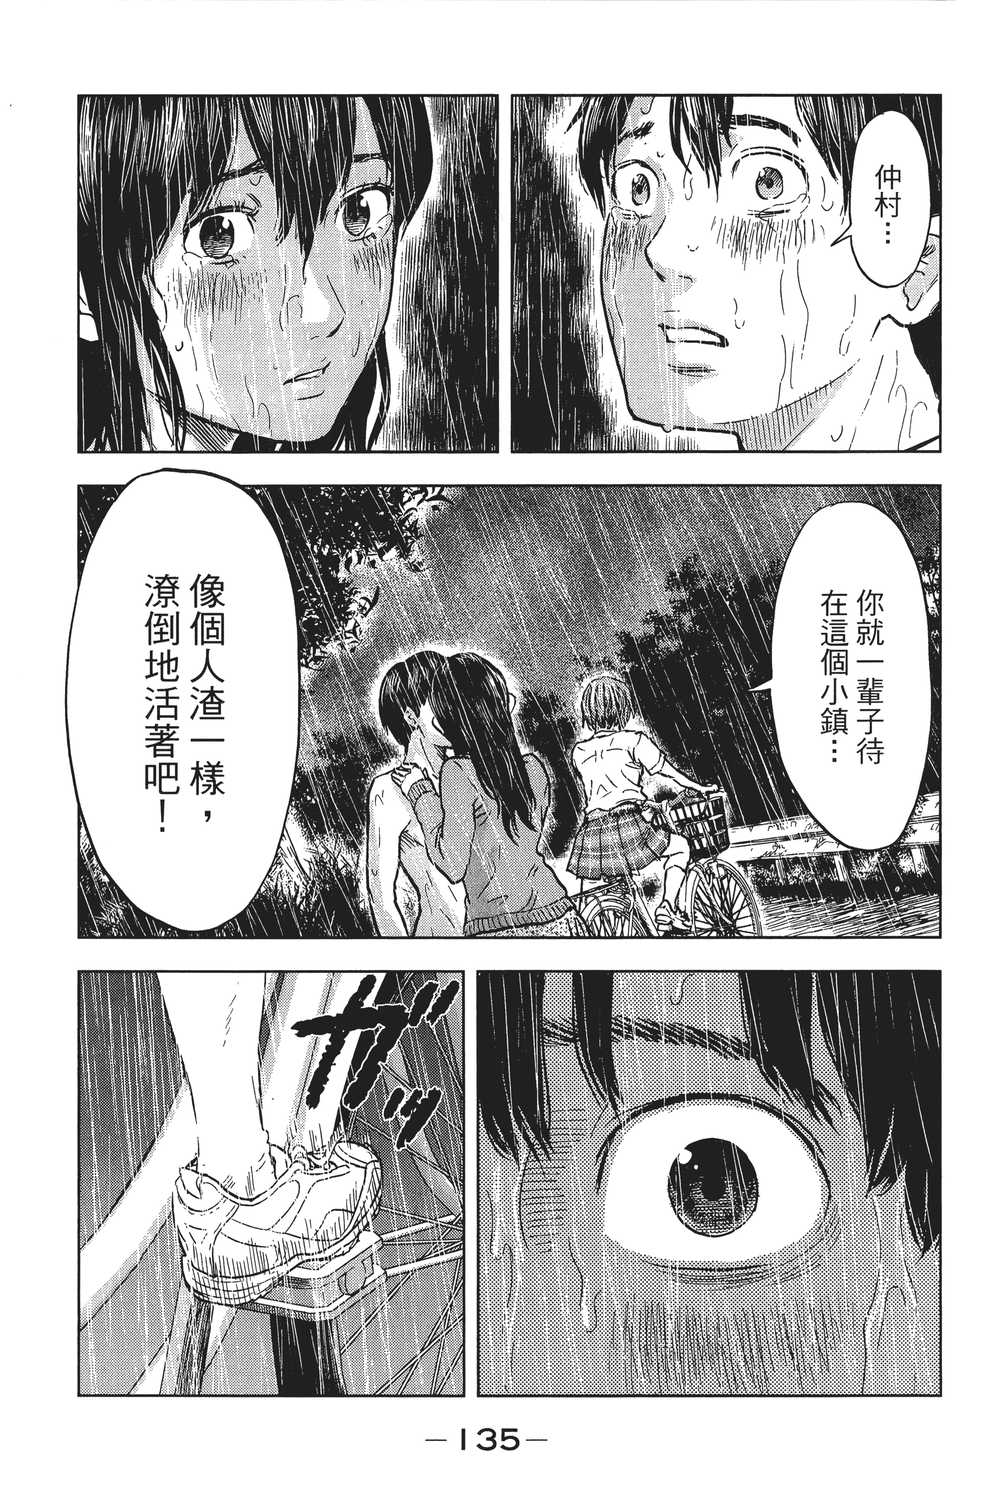 仲村…
你就一輩子待
在這個小鎮…
像個人渣一樣，
潦倒地活著吧！
ガッ
—135—